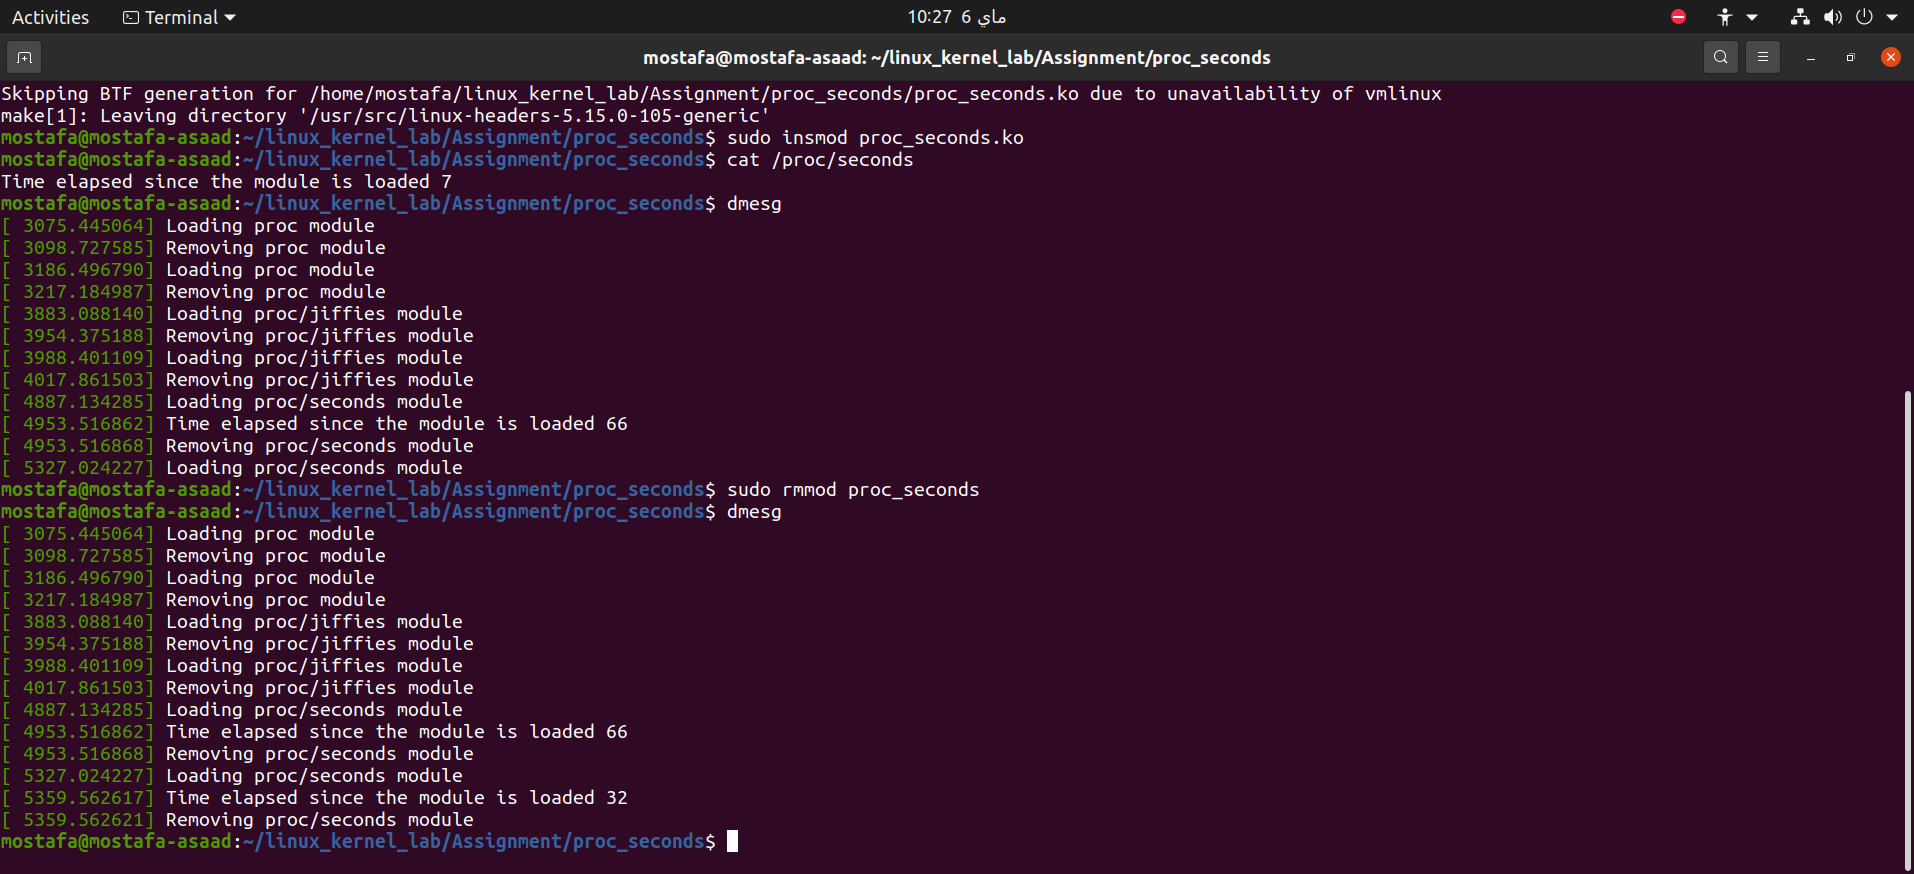 Activities Terminal 10:27 6 ماي
mostafa@mostafa-asaad: ~/linux_kernel_lab/Assignment/proc_seconds
Skipping BTF generation for /home/mostafa/linux_kernel_lab/Assignment/proc_seconds/proc_seconds.ko due to unavailability of vmlinux
make[1]: Leaving directory '/usr/src/linux-headers-5.15.0-105-generic'
mostafa@mostafa-asaad:~/linux_kernel_lab/Assignment/proc_seconds$ sudo insmod proc_seconds.ko
mostafa@mostafa-asaad:~/linux_kernel_lab/Assignment/proc_seconds$ cat /proc/seconds
Time elapsed since the module is loaded 7
mostafa@mostafa-asaad:~/linux_kernel_lab/Assignment/proc_seconds$ dmesg
[ 3075.445064] Loading proc module
[ 3098.727585] Removing proc module
[ 3186.496790] Loading proc module
[ 3217.184987] Removing proc module
[ 3883.088140] Loading proc/jiffies module
[ 3954.375188] Removing proc/jiffies module
[ 3988.401109] Loading proc/jiffies module
[ 4017.861503] Removing proc/jiffies module
[ 4887.134285] Loading proc/seconds module
[ 4953.516862] Time elapsed since the module is loaded 66
[ 4953.516868] Removing proc/seconds module
[ 5327.024227] Loading proc/seconds module
mostafa@mostafa-asaad:~/linux_kernel_lab/Assignment/proc_seconds$ sudo rmmod proc_seconds
mostafa@mostafa-asaad:~/linux_kernel_lab/Assignment/proc_seconds$ dmesg
[ 3075.445064] Loading proc module
[ 3098.727585] Removing proc module
[ 3186.496790] Loading proc module
[ 3217.184987] Removing proc module
[ 3883.088140] Loading proc/jiffies module
[ 3954.375188] Removing proc/jiffies module
[ 3988.401109] Loading proc/jiffies module
[ 4017.861503] Removing proc/jiffies module
[ 4887.134285] Loading proc/seconds module
[ 4953.516862] Time elapsed since the module is loaded 66
[ 4953.516868] Removing proc/seconds module
[ 5327.024227] Loading proc/seconds module
[ 5359.562617] Time elapsed since the module is loaded 32
[ 5359.562621] Removing proc/seconds module
mostafa@mostafa-asaad:~/linux_kernel_lab/Assignment/proc_seconds$